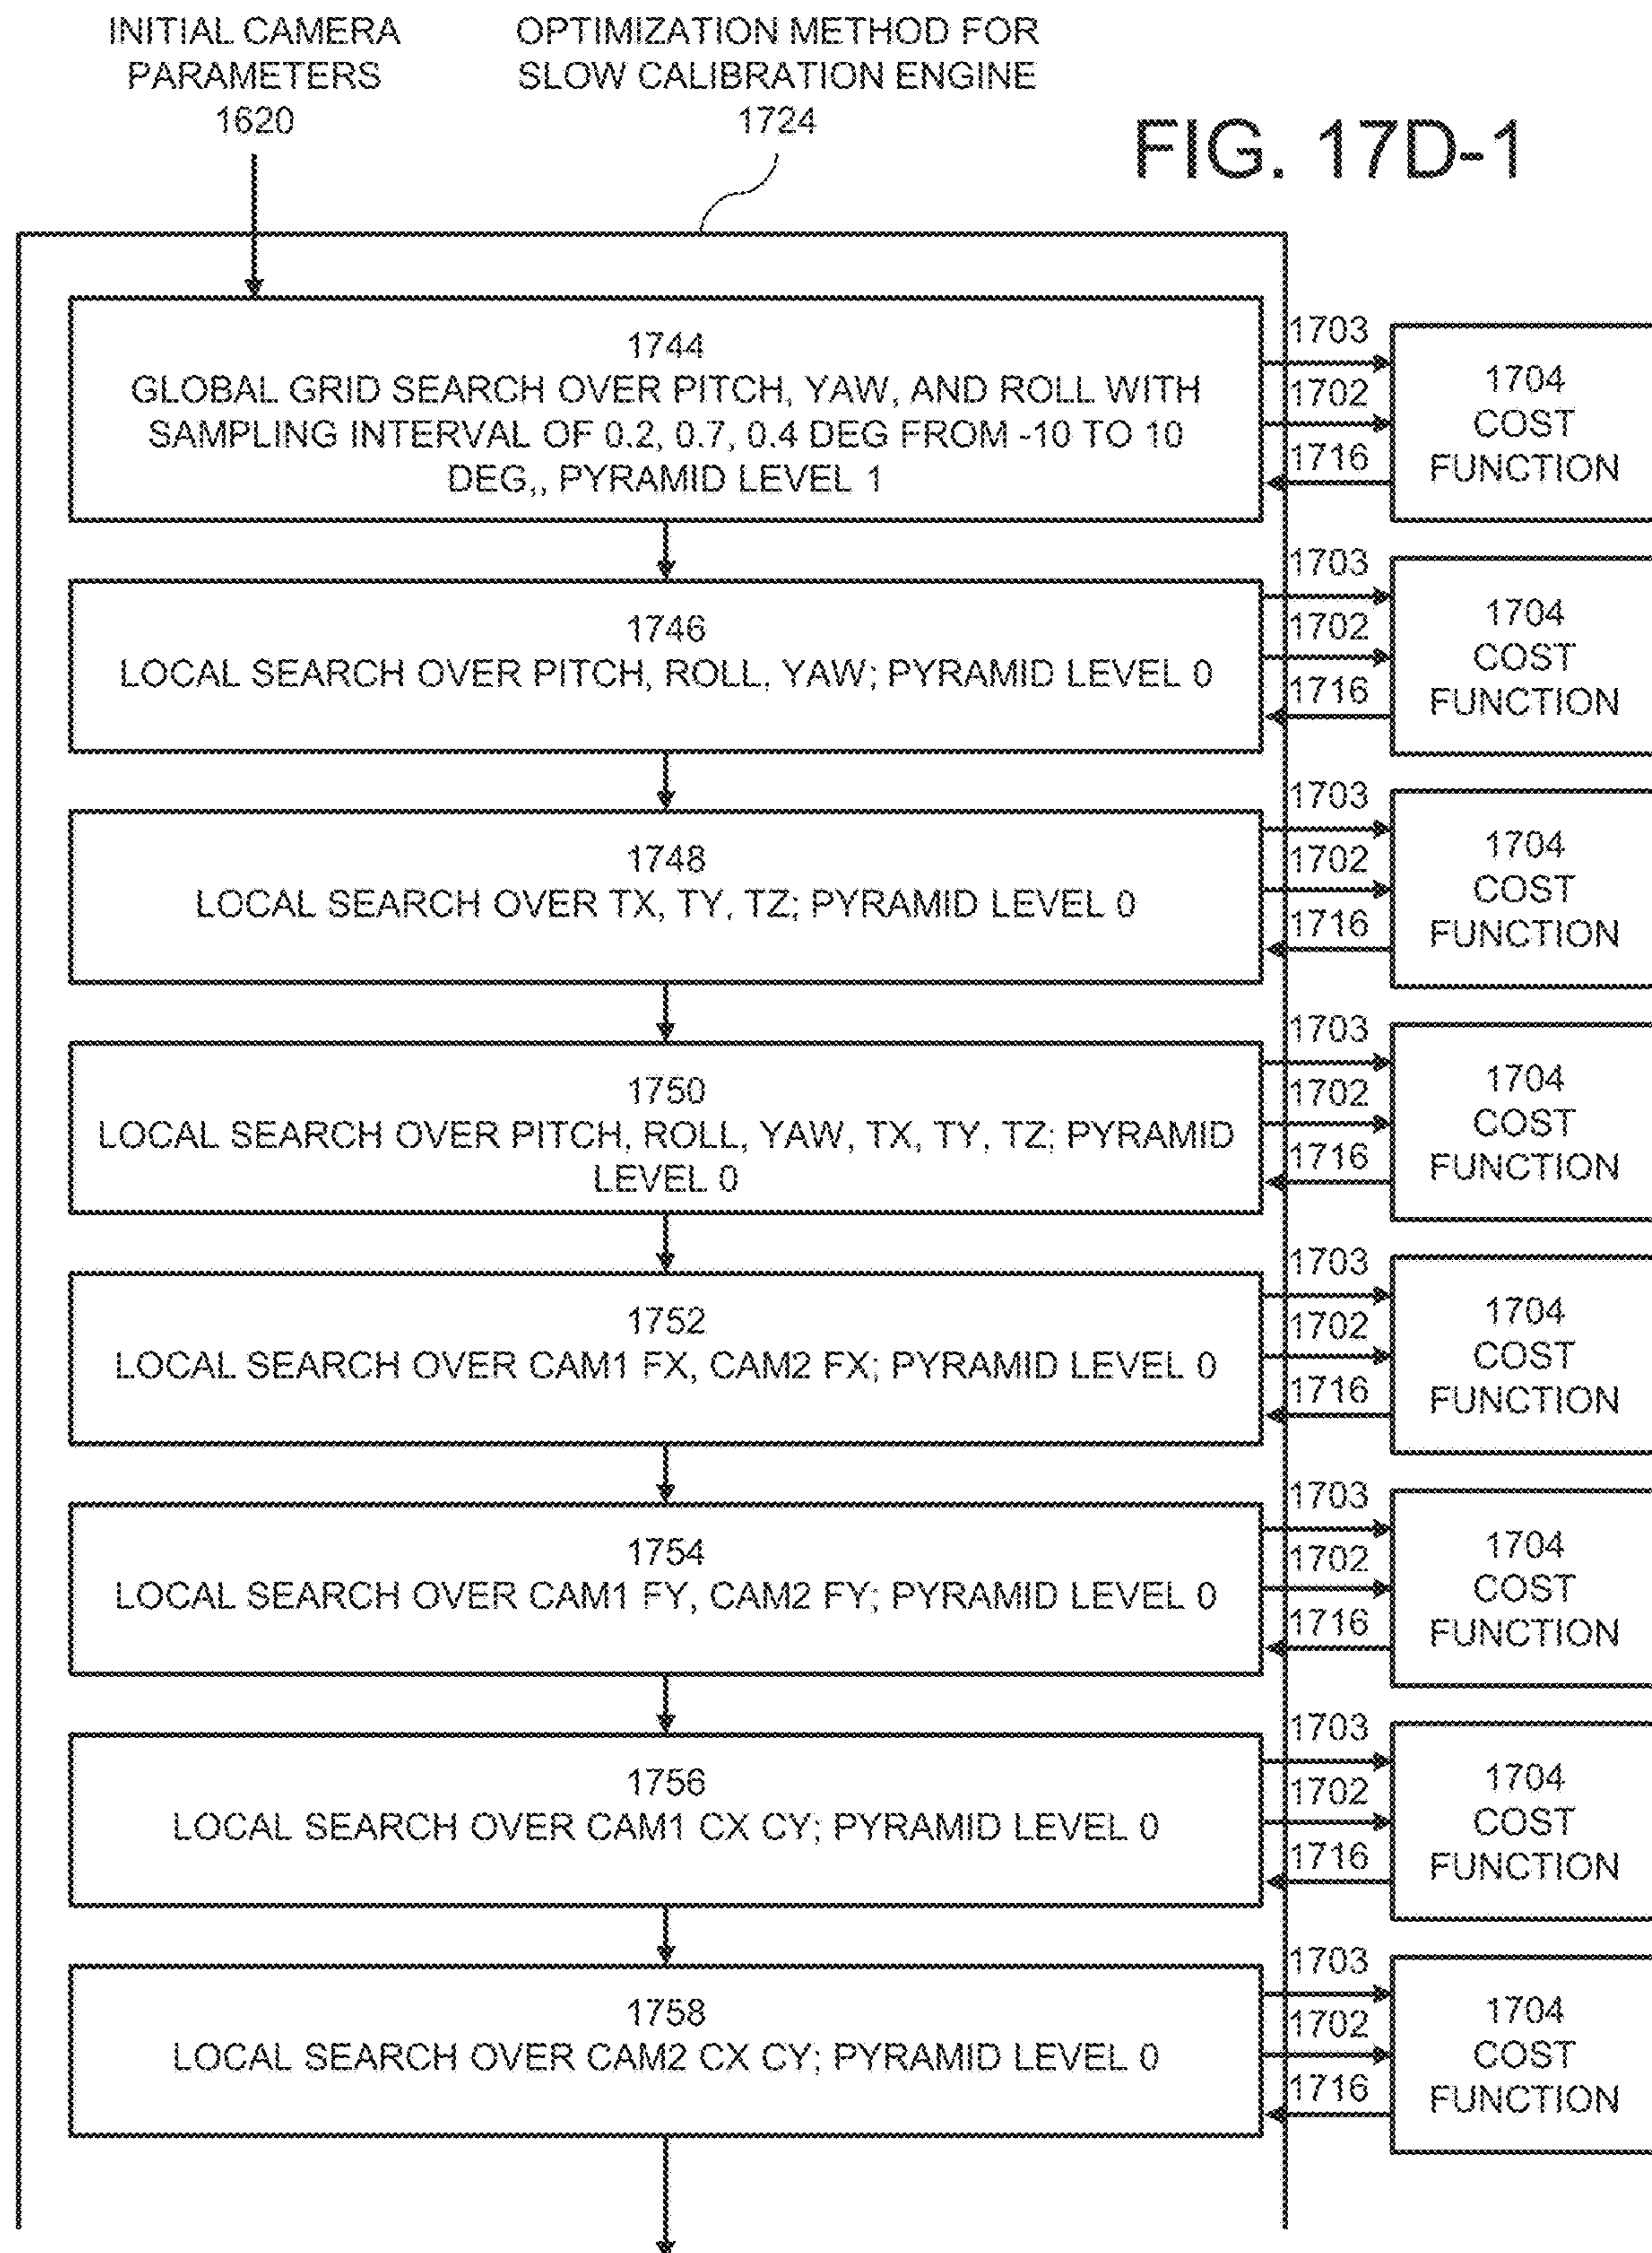 INITIAL CAMERA
PARAMETERS
1620
OPTIMIZATION METHOD FOR
SLOW CALIBRATION ENGINE
1724
FIG. 17D-1
1744
GLOBAL GRID SEARCH OVER PITCH, YAW, AND ROLL WITH
SAMPLING INTERVAL OF 0.2, 0.7, 0.4 DEG FROM -10 TO 10
DEG,, PYRAMID LEVEL 1
1703
1702
1716
1704
COST
FUNCTION
1746
LOCAL SEARCH OVER PITCH, ROLL, YAW; PYRAMID LEVEL 0
1703
1702
1716
1704
COST
FUNCTION
1748
LOCAL SEARCH OVER TX, TY, TZ; PYRAMID LEVEL 0
1703
1702
1716
1704
COST
FUNCTION
1750
LOCAL SEARCH OVER PITCH, ROLL, YAW, TX, TY, TZ; PYRAMID
LEVEL 0
1703
1702
1716
1704
COST
FUNCTION
1752
LOCAL SEARCH OVER CAM1 FX, CAM2 FX; PYRAMID LEVEL 0
1703
1702
1716
1704
COST
FUNCTION
1754
LOCAL SEARCH OVER CAM1 FY, CAM2 FY; PYRAMID LEVEL 0
1703
1702
1716
1704
COST
FUNCTION
1756
LOCAL SEARCH OVER CAM1 CX CY; PYRAMID LEVEL 0
1703
1702
1716
1704
COST
FUNCTION
1758
LOCAL SEARCH OVER CAM2 CX CY; PYRAMID LEVEL 0
1703
1702
1716
1704
COST
FUNCTION